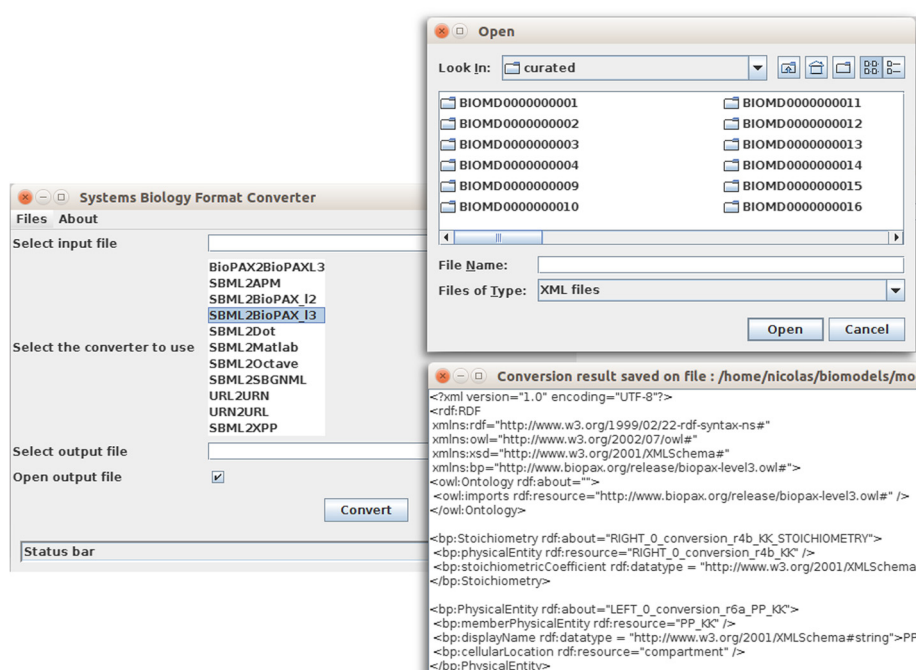 Open
Look In: curated
BIOMD0000000001 BIOMD0000000011
BIOMD0000000002 BIOMD0000000012
BIOMD0000000003 BIOMD0000000013
BIOMD0000000004 BIOMD0000000014
BIOMD0000000009 BIOMD0000000015
BIOMD0000000010 BIOMD0000000016
File Name:
Files of Type: XML files
Open Cancel
Systems Biology Format Converter
Files About
Select input file
BioPAX2BioPAXL3
SBML2APM
SBML2BioPAX_l2
SBML2BioPAX_l3
SBML2Dot
Select the converter to use SBML2Matlab
SBML2Octave
SBML2SBGNML
URL2URN
URN2URL
SBML2XPP
Select output file
Open output file
Convert
Status bar
Conversion result saved on file : /home/nicolas/biomodels/mo
<?xml version="1.0" encoding="UTF-8"?>
<rdf:RDF
xmlns:rdf="http://www.w3.org/1999/02/22-rdf-syntax-ns#"
xmlns:owl="http://www.w3.org/2002/07/owl#"
xmlns:xsd="http://www.w3.org/2001/XMLSchema#"
xmlns:bp="http://www.biopax.org/release/biopax-level3.owl#">
<owl:Ontology rdf:about="">
<owl:imports rdf:resource="http://www.biopax.org/release/biopax-level3.owl#" />
</owl:Ontology>
<bp:Stoichiometry rdf:about="RIGHT_0_conversion_r4b_KK_STOICHIOMETRY">
<bp:physicalEntity rdf:resource="RIGHT_0_conversion_r4b_KK" />
<bp:stoichiometricCoefficient rdf:datatype = "http://www.w3.org/2001/XMLSchema
</bp:Stoichiometry>
<bp:PhysicalEntity rdf:about="LEFT_0_conversion_r6a_PP_KK">
<bp:memberPhysicalEntity rdf:resource="PP_KK" />
<bp:displayName rdf:datatype = "http://www.w3.org/2001/XMLSchema#string">PP
<bp:cellularLocation rdf:resource="compartment" />
</bp:PhysicalEntity>